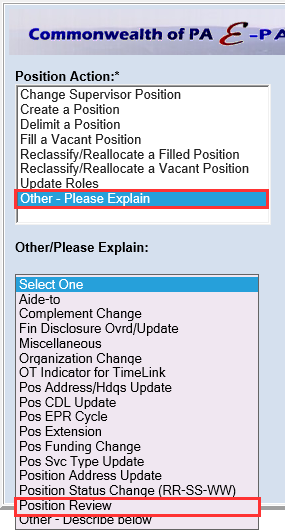 Commonwealth of PA E-PA
Position Action:*
Change Supervisor Position
Create a Position
Delimit a Position
Fill a Vacant Position
Reclassify/Reallocate a Filled Position
Reclassify/Reallocate a Vacant Position
Update Roles
Other - Please Explain
Other/Please Explain:
Select One
Aide-to
Complement Change
Fin Disclosure Ovrd/Update
Miscellaneous
Organization Change
OT Indicator for TimeLink
Pos Address/Hdqs Update
Pos CDL Update
Pos EPR Cycle
Pos Extension
Pos Funding Change
Pos Svc Type Update
Position Address Update
Position Status Change (RR-SS-WW)
Position Review
Other - Describe below